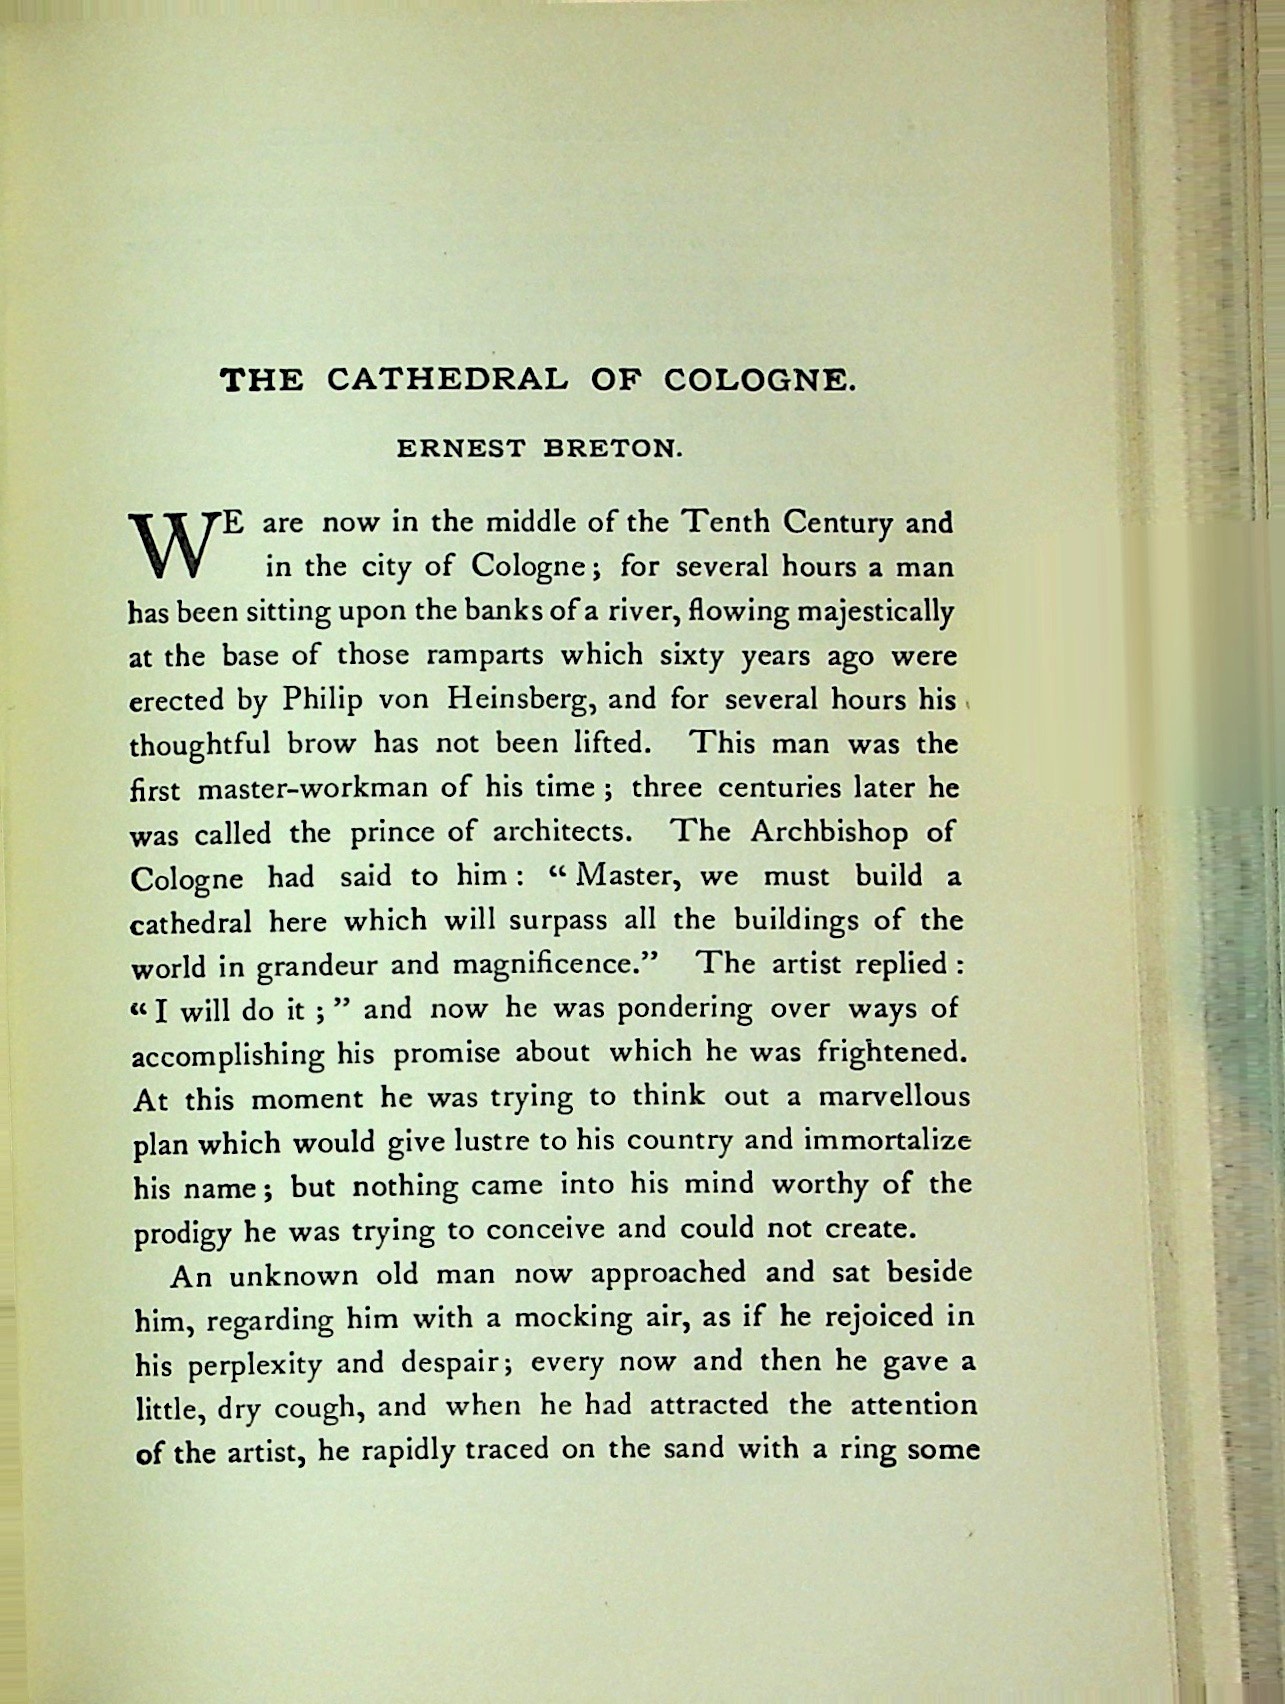 THE CATHEDRAL OF COLOGNE.
ERNEST BRETON.
WE are now in the middle of the Tenth Century and
in the city of Cologne; for several hours a man
has been sitting upon the banks of a river, flowing majestically
at the base of those ramparts which sixty years ago were
erected by Philip von Heinsberg, and for several hours his
thoughtful brow has not been lifted. This man was the
first master-workman of his time; three centuries later he
was called the prince of architects. The Archbishop of
Cologne had said to him: “Master, we must build a
cathedral here which will surpass all the buildings of the
world in grandeur and magnificence.” The artist replied:
“I will do it;” and now he was pondering over ways of
accomplishing his promise about which he was frightened.
At this moment he was trying to think out a marvellous
plan which would give lustre to his country and immortalize
his name; but nothing came into his mind worthy of the
prodigy he was trying to conceive and could not create.
An unknown old man now approached and sat beside
him, regarding him with a mocking air, as if he rejoiced in
his perplexity and despair; every now and then he gave a
little, dry cough, and when he had attracted the attention
of the artist, he rapidly traced on the sand with a ring some